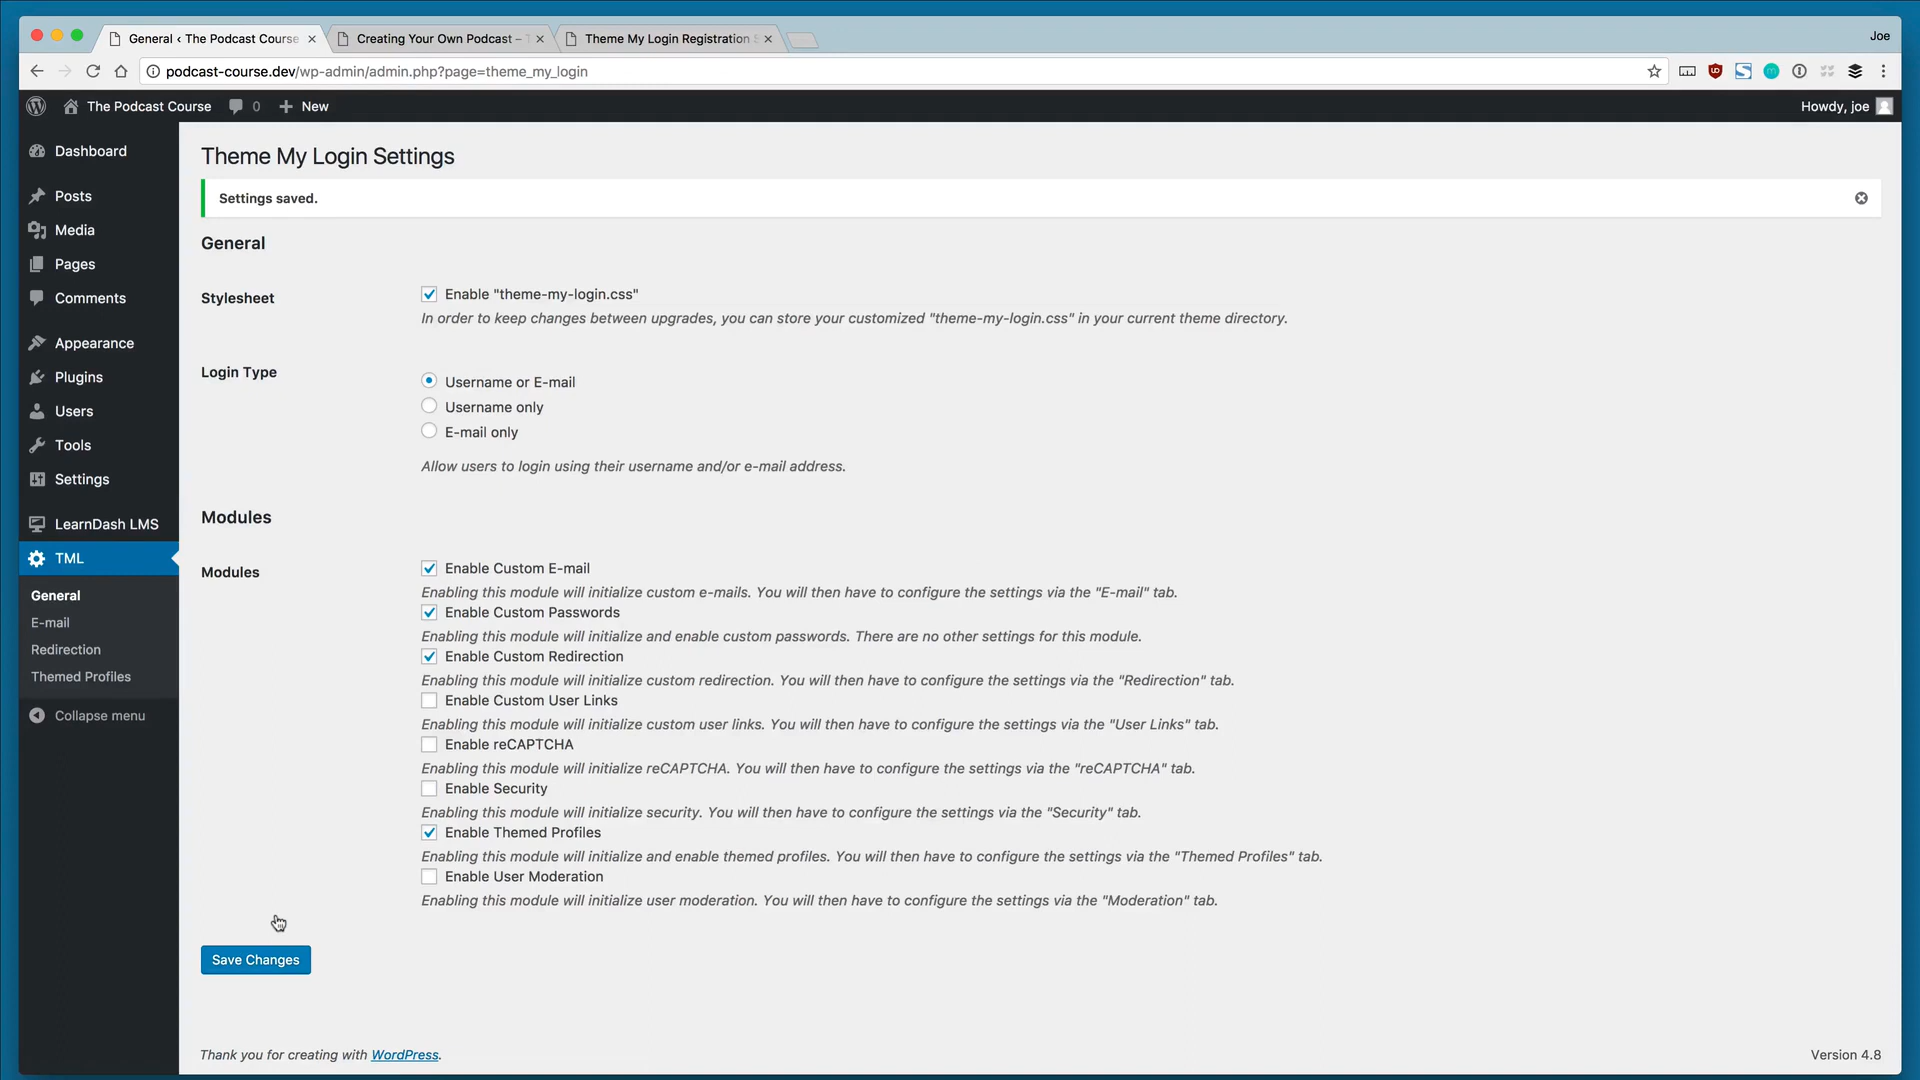 General ‹ The Podcast Course
Creating Your Own Podcast –
Theme My Login Registration
Joe
podcast-course.dev/wp-admin/admin.php?page=theme_my_login
The Podcast Course
0
New
Howdy, joe
Dashboard
Posts
Media
Pages
Comments
Appearance
Plugins
Users
Tools
Settings
LearnDash LMS
TML
General
E-mail
Redirection
Themed Profiles
Collapse menu
Theme My Login Settings
Settings saved.
General
Stylesheet
Enable "theme-my-login.css"
In order to keep changes between upgrades, you can store your customized "theme-my-login.css" in your current theme directory.
Login Type
Username or E-mail
Username only
E-mail only
Allow users to login using their username and/or e-mail address.
Modules
Modules
Enable Custom E-mail
Enabling this module will initialize custom e-mails. You will then have to configure the settings via the "E-mail" tab.
Enable Custom Passwords
Enabling this module will initialize and enable custom passwords. There are no other settings for this module.
Enable Custom Redirection
Enabling this module will initialize custom redirection. You will then have to configure the settings via the "Redirection" tab.
Enable Custom User Links
Enabling this module will initialize custom user links. You will then have to configure the settings via the "User Links" tab.
Enable reCAPTCHA
Enabling this module will initialize reCAPTCHA. You will then have to configure the settings via the "reCAPTCHA" tab.
Enable Security
Enabling this module will initialize security. You will then have to configure the settings via the "Security" tab.
Enable Themed Profiles
Enabling this module will initialize and enable themed profiles. You will then have to configure the settings via the "Themed Profiles" tab.
Enable User Moderation
Enabling this module will initialize user moderation. You will then have to configure the settings via the "Moderation" tab.
Save Changes
Thank you for creating with WordPress.
Version 4.8